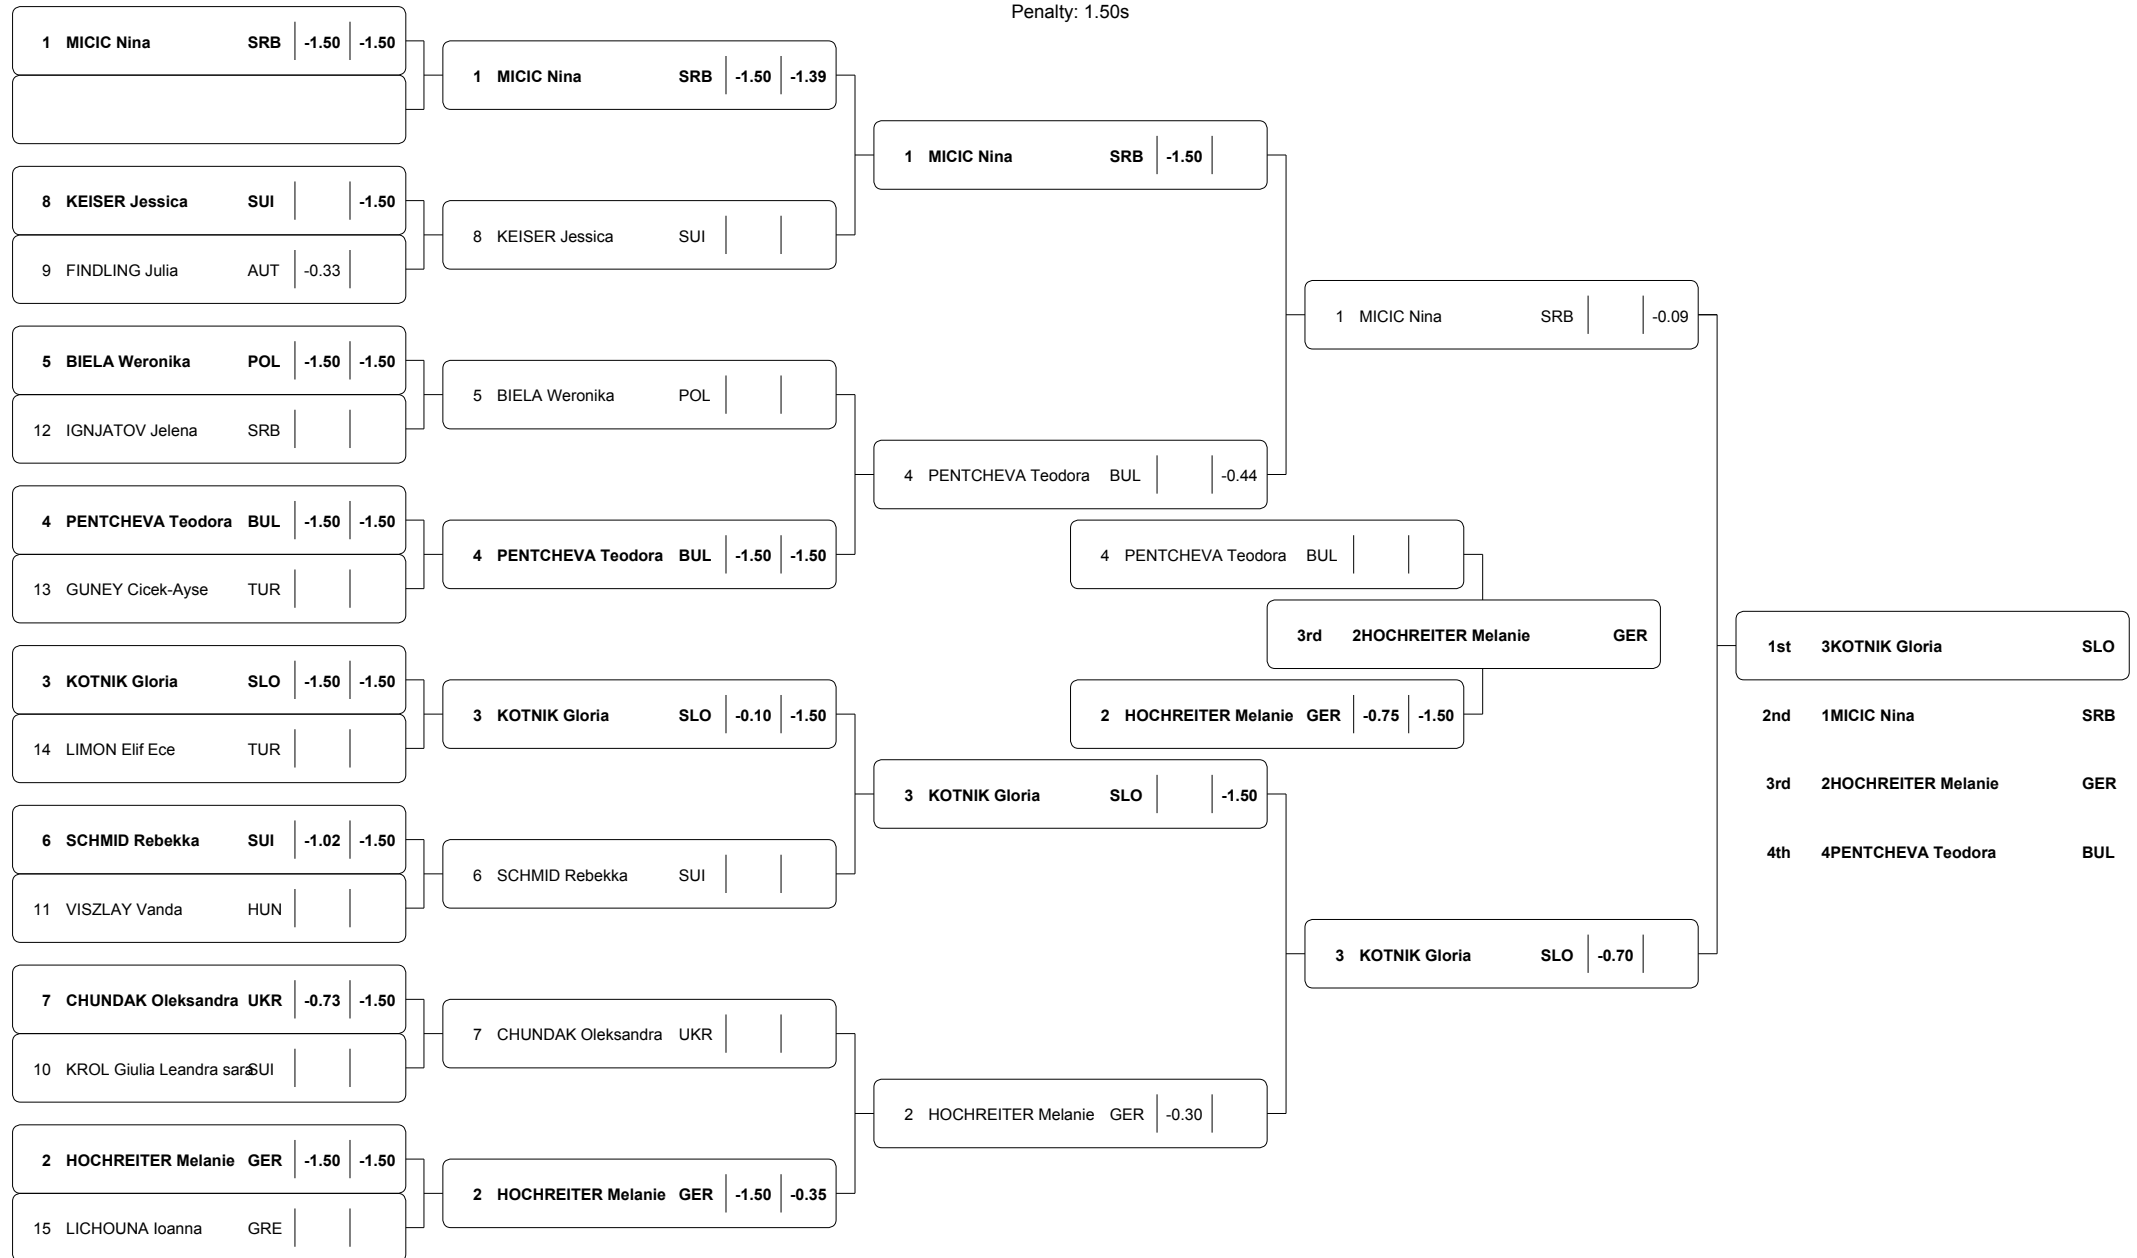 Penalty: 1.50s
1 MICIC Nina SRB -1.50 -1.50
8 KEISER Jessica SUI -1.50
9 FINDLING Julia AUT -0.33
5 BIELA Weronika POL -1.50 -1.50
12 IGNJATOV Jelena SRB
4 PENTCHEVA Teodora BUL -1.50 -1.50
13 GUNEY Cicek-Ayse TUR
3 KOTNIK Gloria SLO -1.50 -1.50
14 LIMON Elif Ece TUR
6 SCHMID Rebekka SUI -1.02 -1.50
11 VISZLAY Vanda HUN
7 CHUNDAK Oleksandra UKR -0.73 -1.50
10 KROL Giulia Leandra sara SUI
2 HOCHREITER Melanie GER -1.50 -1.50
15 LICHOUNA Ioanna GRE
1 MICIC Nina SRB -1.50 -1.39
8 KEISER Jessica SUI
5 BIELA Weronika POL
4 PENTCHEVA Teodora BUL -1.50 -1.50
3 KOTNIK Gloria SLO -0.10 -1.50
6 SCHMID Rebekka SUI
7 CHUNDAK Oleksandra UKR
2 HOCHREITER Melanie GER -1.50 -0.35
1 MICIC Nina SRB -1.50
4 PENTCHEVA Teodora BUL -0.44
3 KOTNIK Gloria SLO -1.50
2 HOCHREITER Melanie GER -0.30
4 PENTCHEVA Teodora BUL
3rd 2HOCHREITER Melanie GER
2 HOCHREITER Melanie GER -0.75 -1.50
1 MICIC Nina SRB -0.09
3 KOTNIK Gloria SLO -0.70
1st 3KOTNIK Gloria SLO
2nd 1MICIC Nina SRB
3rd 2HOCHREITER Melanie GER
4th 4PENTCHEVA Teodora BUL